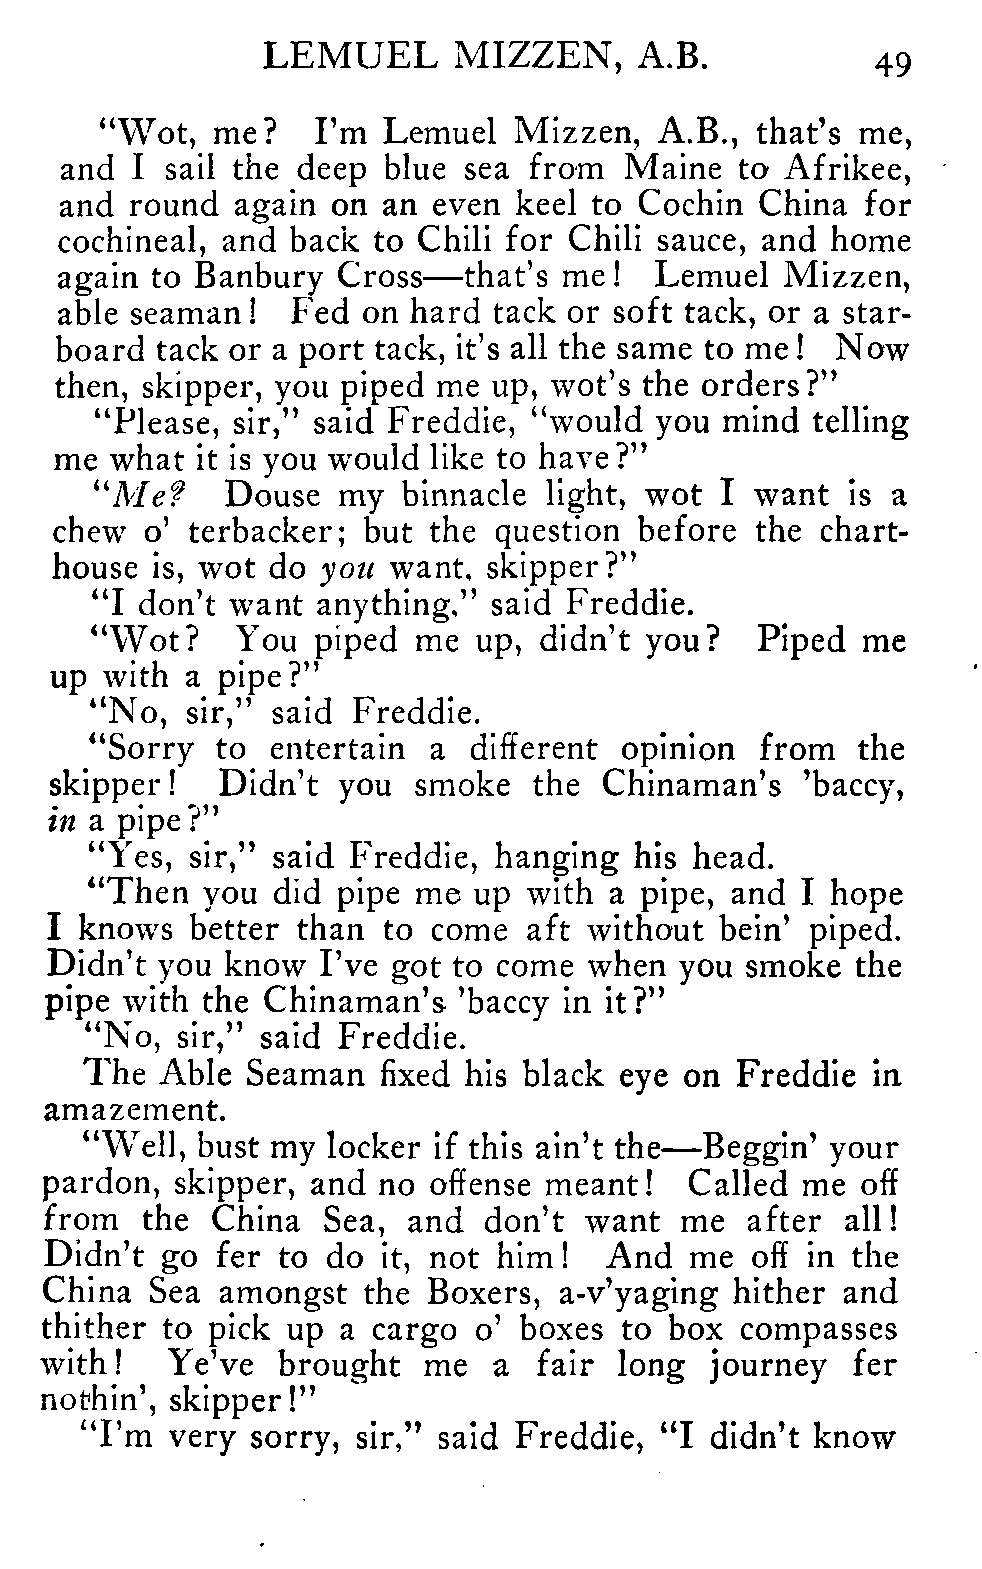 LEMUEL MIZZEN, A.B. 49
“Wot, me? I’m Lemuel Mizzen, A.B., that’s me,
and I sail the deep blue sea from Maine to Afrikee,
and round again on an even keel to Cochin China for
cochineal, and back to Chili for Chili sauce, and home
again to Banbury Cross—that’s me! Lemuel Mizzen,
able seaman! Fed on hard tack or soft tack, or a star-
board tack or a port tack, it’s all the same to me! Now
then, skipper, you piped me up, wot’s the orders?”
“Please, sir,” said Freddie, “would you mind telling
me what it is you would like to have?”
“Me? Douse my binnacle light, wot I want is a
chew o’ terbacker; but the question before the chart-
house is, wot do you want, skipper?”
“I don’t want anything,” said Freddie.
“Wot? You piped me up, didn’t you? Piped me
up with a pipe?”
“No, sir,” said Freddie.
“Sorry to entertain a different opinion from the
skipper! Didn’t you smoke the Chinaman’s ’baccy,
in a pipe?”
“Yes, sir,” said Freddie, hanging his head.
“Then you did pipe me up with a pipe, and I hope
I knows better than to come aft without bein’ piped.
Didn’t you know I’ve got to come when you smoke the
pipe with the Chinaman’s ’baccy in it?”
“No, sir,” said Freddie.
The Able Seaman fixed his black eye on Freddie in
amazement.
“Well, bust my locker if this ain’t the—Beggin’ your
pardon, skipper, and no offense meant! Called me off
from the China Sea, and don’t want me after all!
Didn’t go fer to do it, not him! And me off in the
China Sea amongst the Boxers, a-v’yaging hither and
thither to pick up a cargo o’ boxes to box compasses
with! Ye’ve brought me a fair long journey fer
nothin’, skipper!”
“I’m very sorry, sir,” said Freddie, “I didn’t know